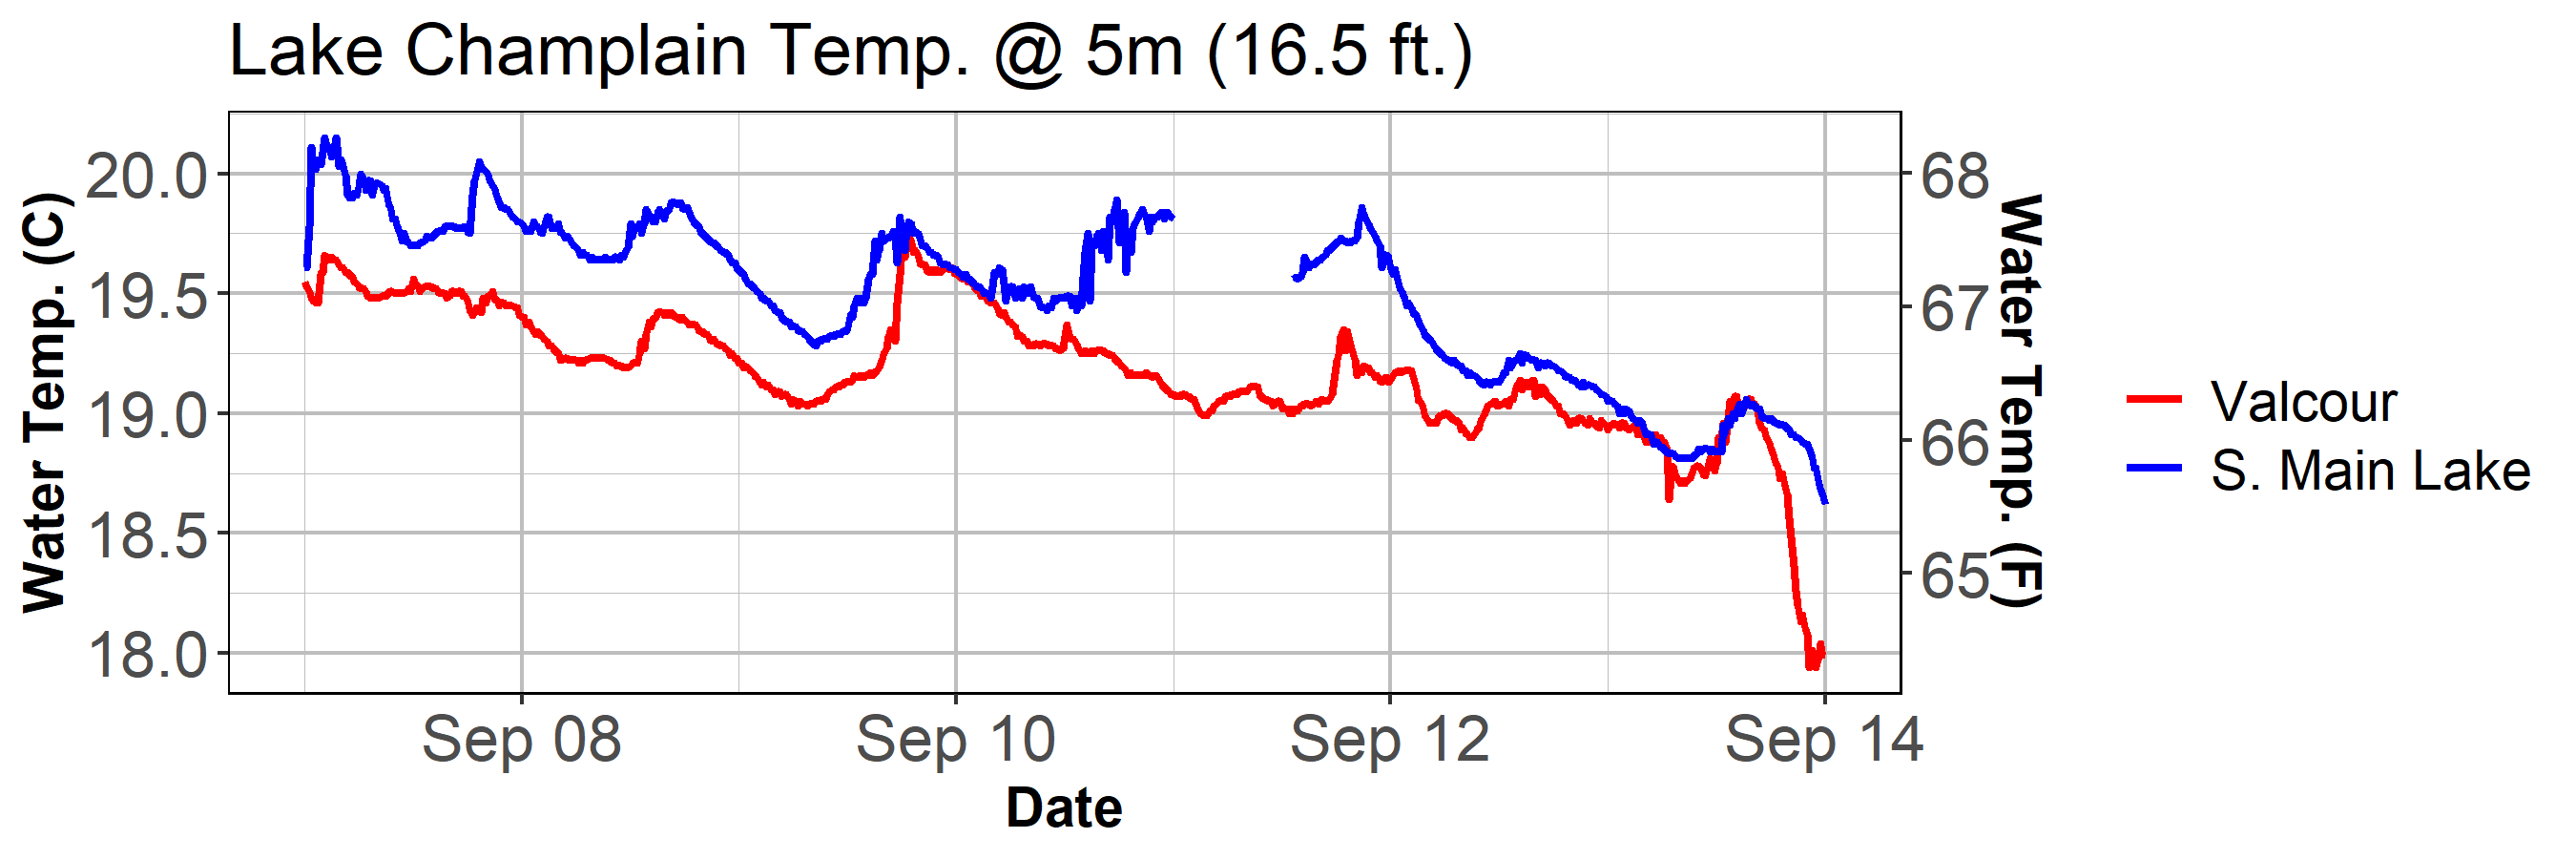 Lake Champlain Temp. @ 5m (16.5 ft.)
Water Temp. (C)
20.0
19.5
19.0
18.5
18.0
68
67
66
65
Water Temp. (F)
Sep 08
Sep 10
Sep 12
Sep 14
Date
Valcour
S. Main Lake